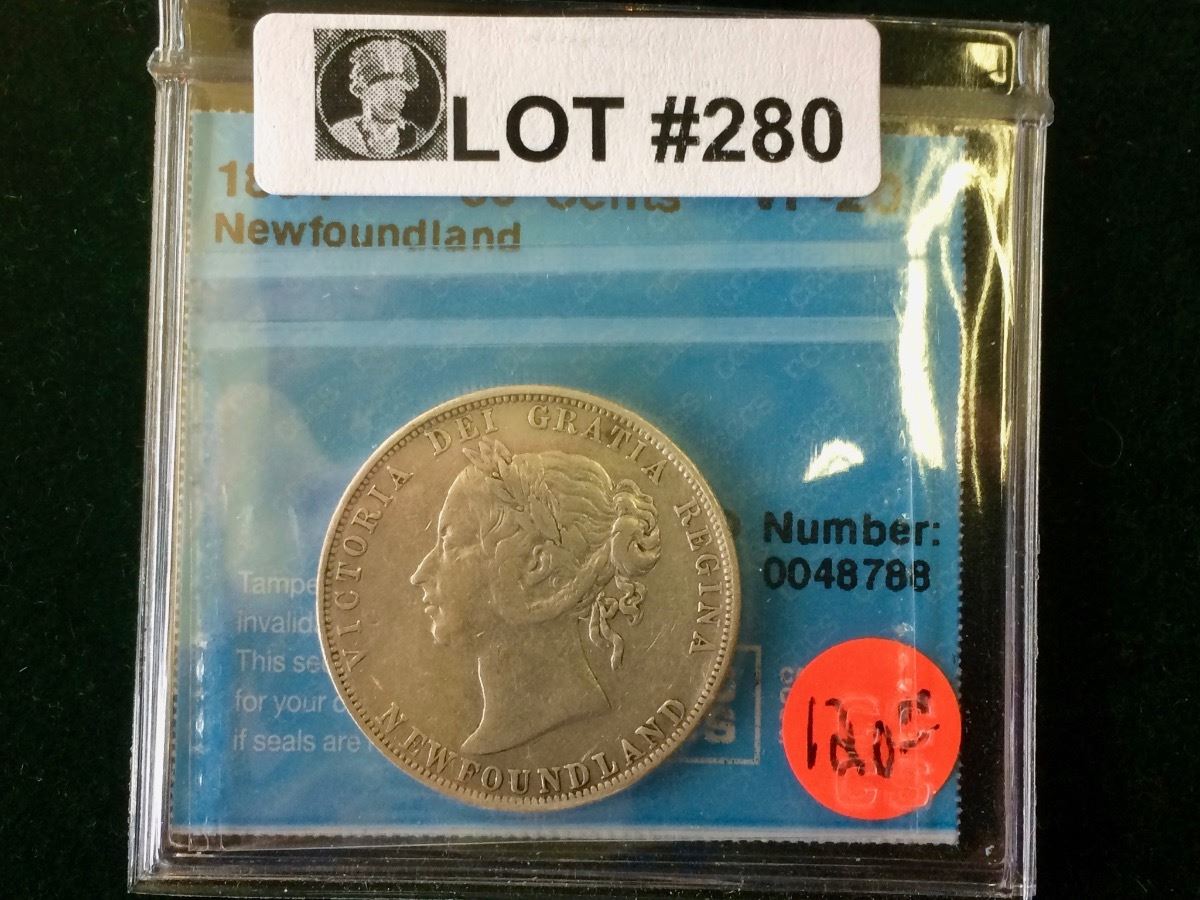 LOT #280
Newfoundland
VICTORIA DEI GRATIA REGINA
NEWFOUNDLAND
Number:
0048788
Tampe
invalid
This se
for your
if seals are